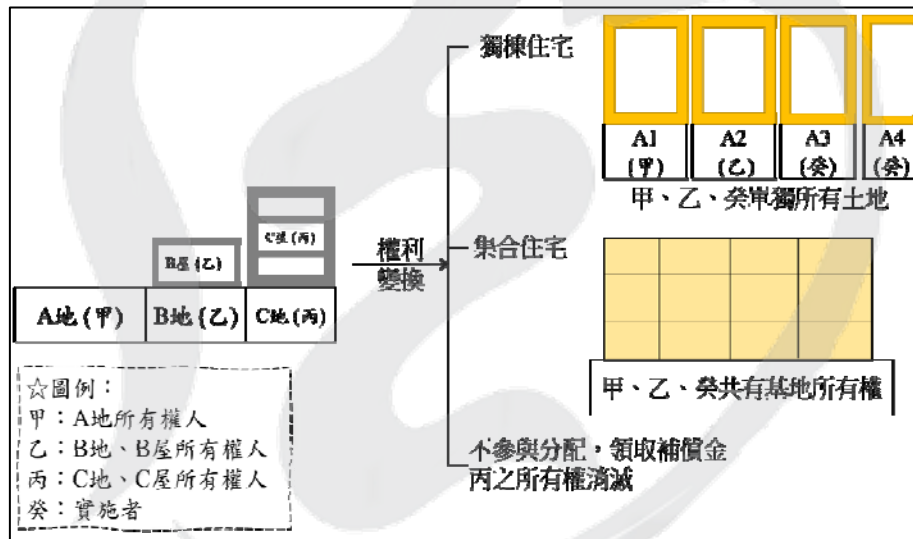 獨棟住宅
A1
(甲)
A2
(乙)
A3
(癸)
A4
(癸)
甲、乙、癸單獨所有土地
C屋(丙)
B屋(乙)
A地(甲)
B地(乙)
C地(丙)
權利
變換
集合住宅
甲、乙、癸共有基地所有權
不參與分配，領取補償金
丙之所有權消滅
☆圖例：
甲：A地所有權人
乙：B地、B屋所有權人
丙：C地、C屋所有權人
癸：實施者